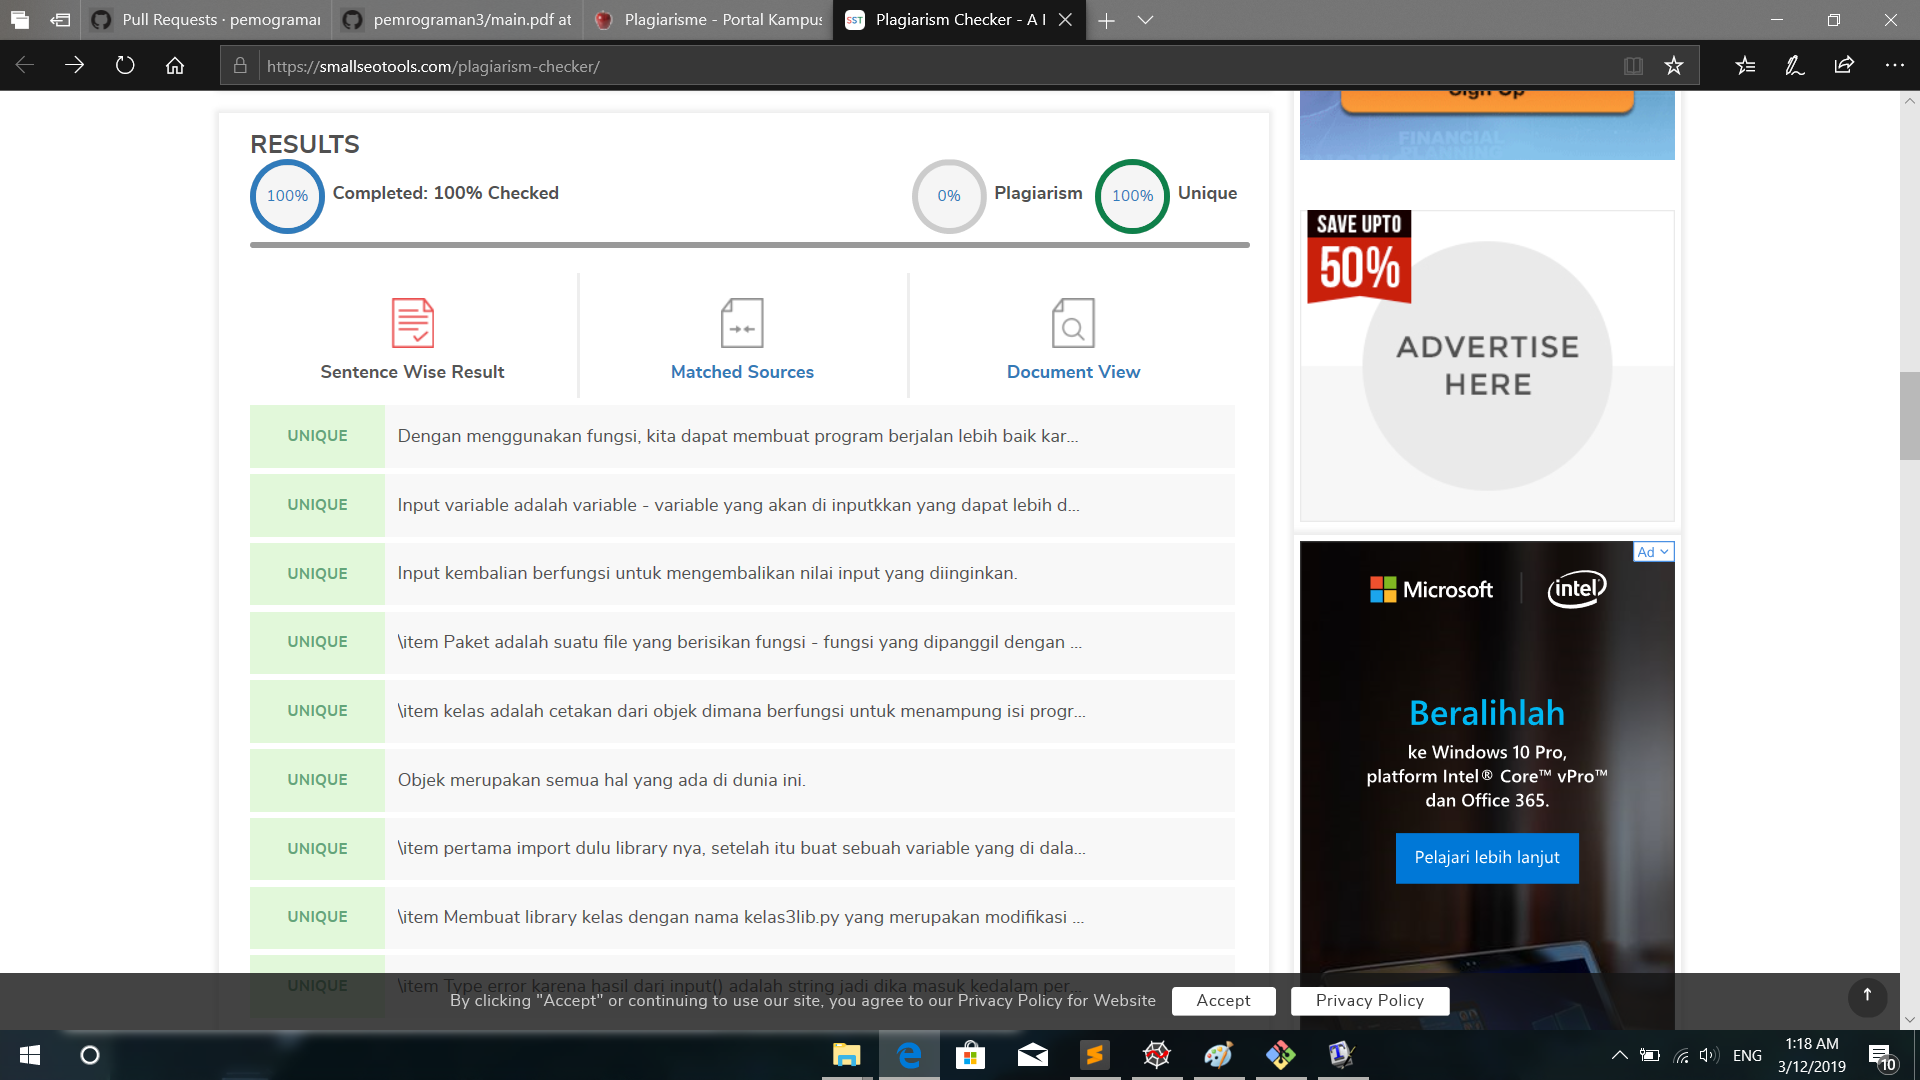 Pull Requests · pemograman
pemrograman3/main.pdf at
Plagiarisme - Portal Kampus
SST
Plagiarism Checker - A I
https://smallseotools.com/plagiarism-checker/
RESULTS
100%
Completed: 100% Checked
0%
Plagiarism
100%
Unique
Sentence Wise Result
Matched Sources
Document View
UNIQUE Dengan menggunakan fungsi, kita dapat membuat program berjalan lebih baik kar...
UNIQUE Input variable adalah variable - variable yang akan di inputkkan yang dapat lebih d...
UNIQUE Input kembalian berfungsi untuk mengembalikan nilai input yang diinginkan.
UNIQUE \item Paket adalah suatu file yang berisikan fungsi - fungsi yang dipanggil dengan ...
UNIQUE \item kelas adalah cetakan dari objek dimana berfungsi untuk menampung isi progr...
UNIQUE Objek merupakan semua hal yang ada di dunia ini.
UNIQUE \item pertama import dulu library nya, setelah itu buat sebuah variable yang di dala...
UNIQUE \item Membuat library kelas dengan nama kelas3lib.py yang merupakan modifikasi ...
UNIQUE \item Type error karena hasil dari input() adalah string jadi dika masuk kedalam per...
Sign Up
FINANCIAL
PLANNING
SAVE UPTO
50%
ADVERTISE
HERE
Ad
Microsoft
intel
Beralihlah
ke Windows 10 Pro,
platform Intel® Core™ vPro™
dan Office 365.
Pelajari lebih lanjut
By clicking "Accept" or continuing to use our site, you agree to our Privacy Policy for Website
Accept
Privacy Policy
ENG
1:18 AM
3/12/2019
10